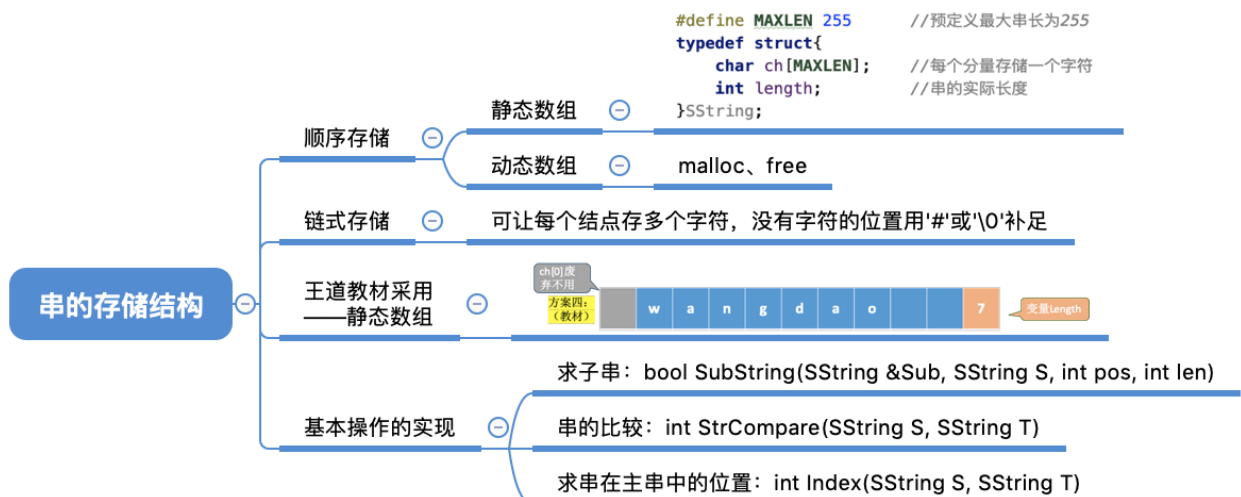 #define MAXLEN 255 //预定义最大串长为255
typedef struct{
char ch[MAXLEN]; //每个分量存储一个字符
int length; //串的实际长度
}SString;
静态数组
顺序存储
动态数组
malloc、free
链式存储
可让每个结点存多个字符，没有字符的位置用'#'或'\0'补足
串的存储结构
王道教材采用
——静态数组
ch[0]废
弃不用
方案四：
（教材）
w a n g d a o 7
变量Length
求子串：bool SubString(SString &Sub, SString S, int pos, int len)
基本操作的实现
串的比较：int StrCompare(SString S, SString T)
求串在主串中的位置：int Index(SString S, SString T)